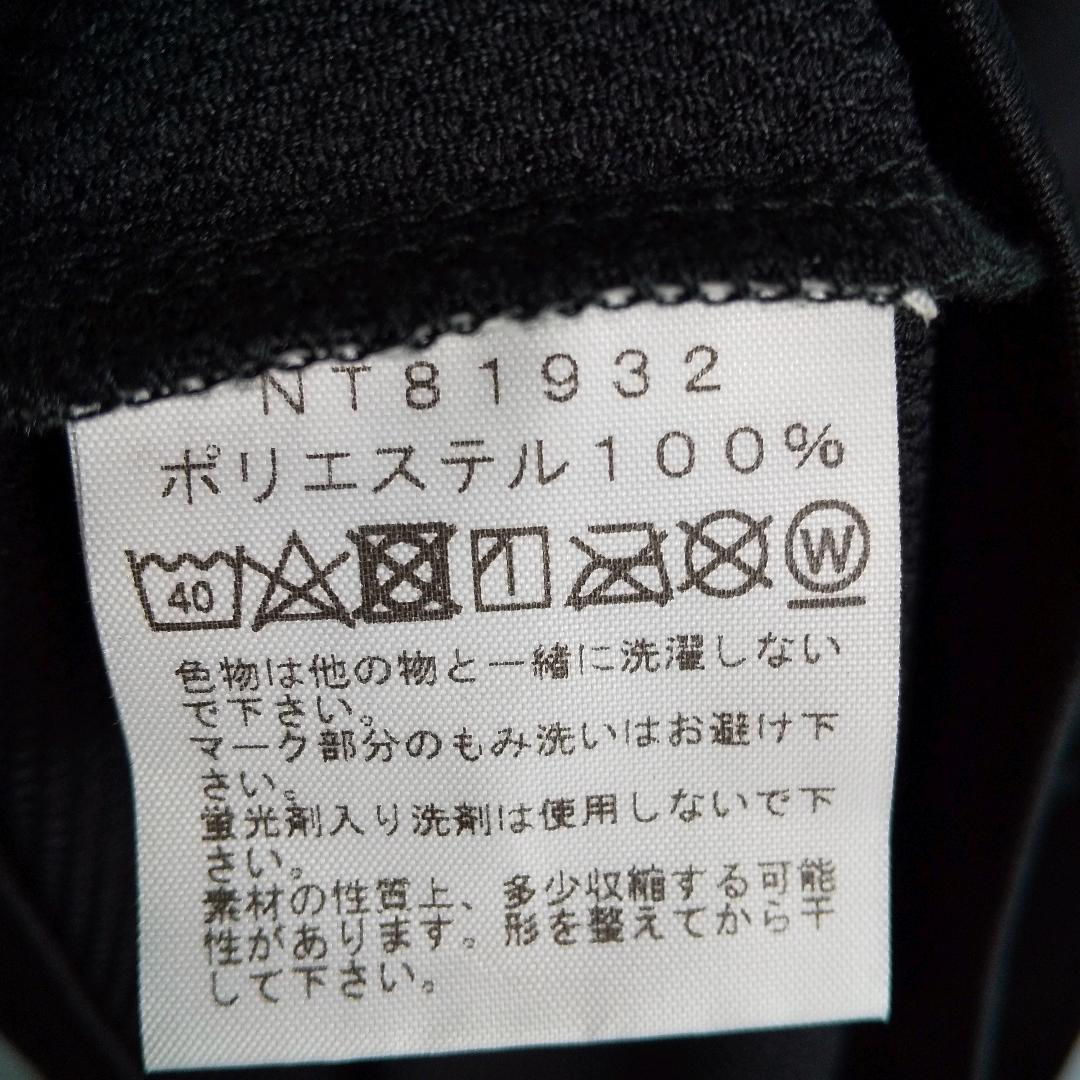 NT81932
ポリエステル100%
40
W
色物は他の物と一緒に洗濯しない
で下さい。
マーク部分のもみ洗いはお避け下
さい。
蛍光剤入り洗剤は使用しないで下
さい。
素材の性質上、多少収縮する可能
性があります。形を整えてから干
して下さい。